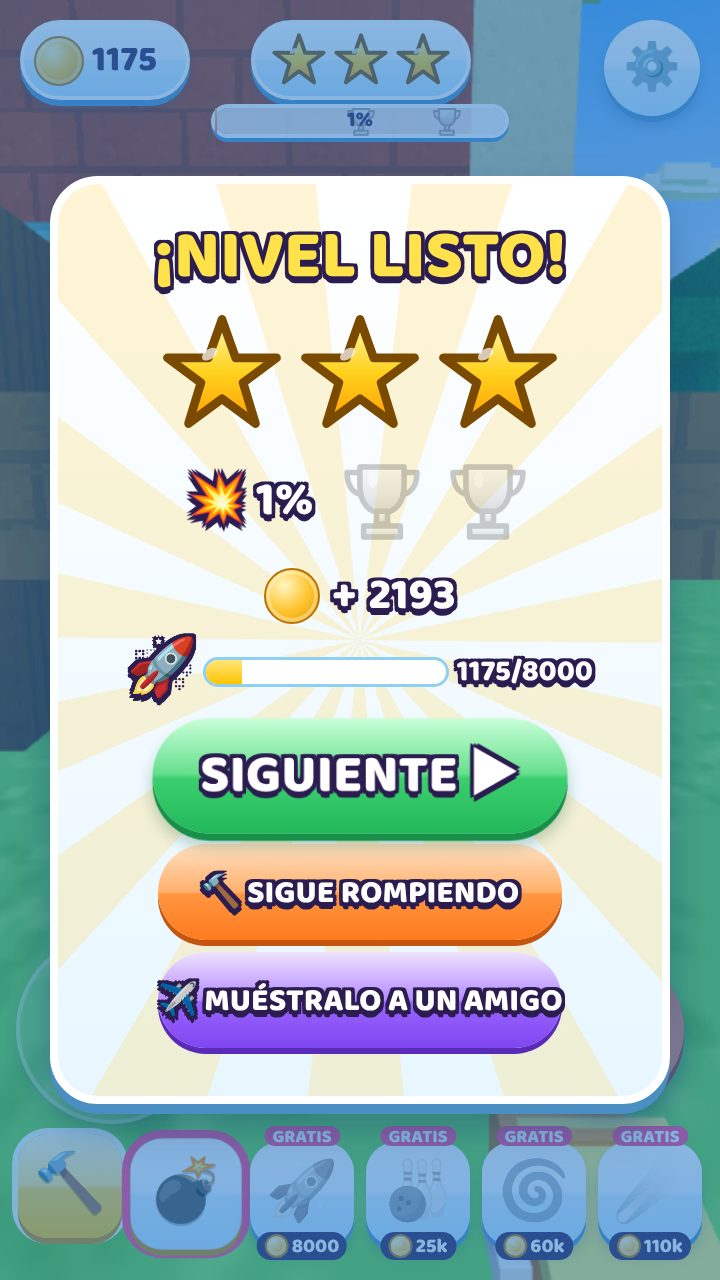 1175
1%
¡NIVEL LISTO!
1%
+ 2193
1175/8000
SIGUIENTE
SIGUE ROMPIENDO
MUÉSTRALO A UN AMIGO
GRATIS GRATIS GRATIS GRATIS
8000 25k 60k 110k